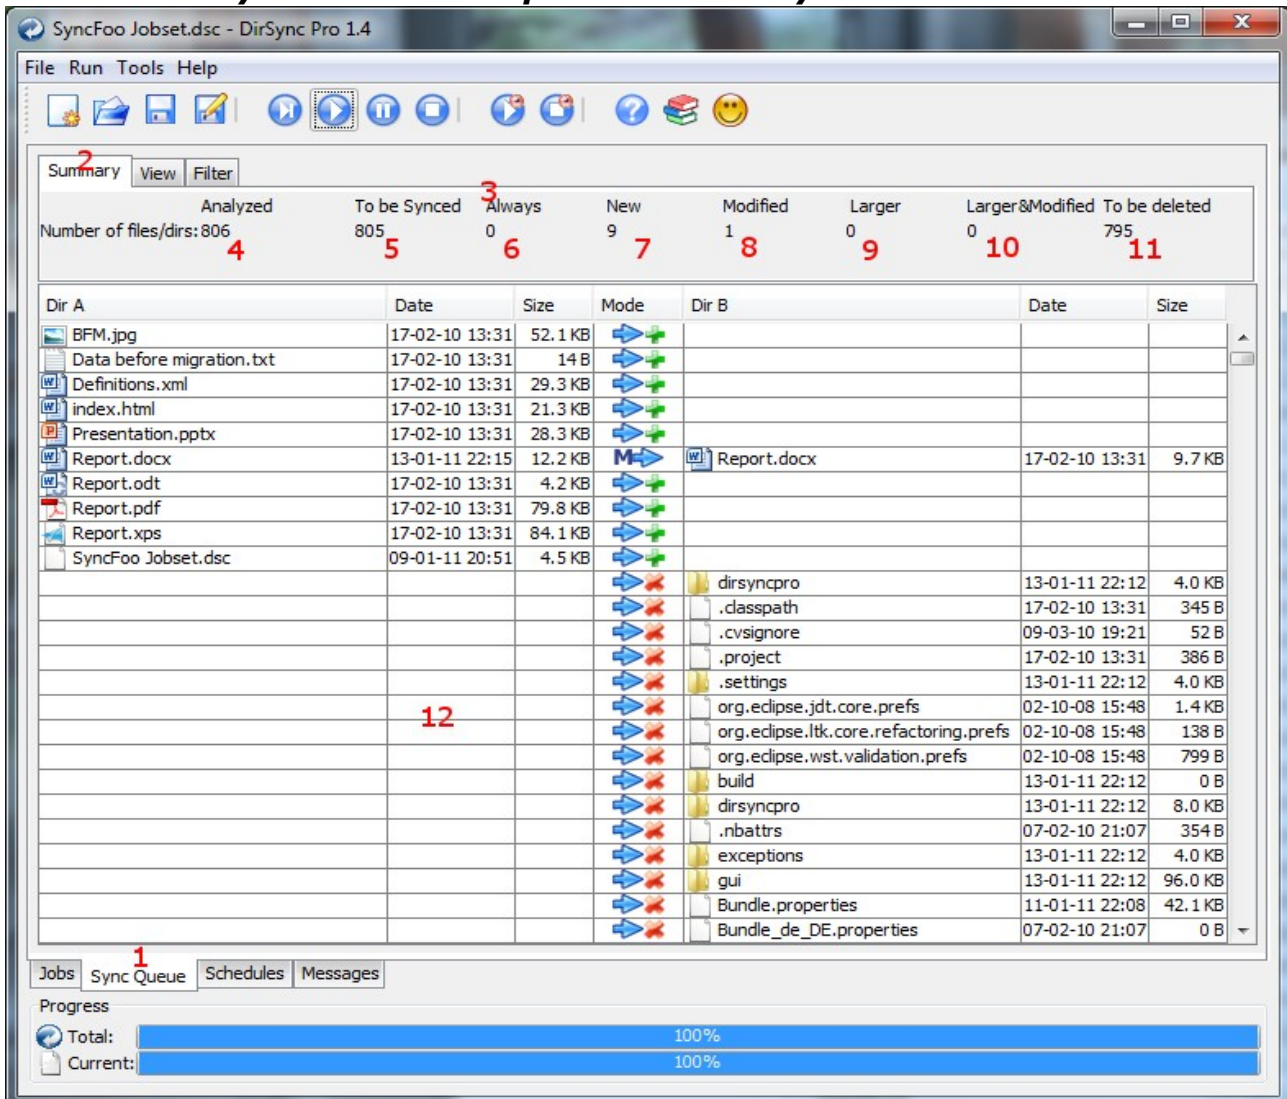 SyncFoo Jobset.dsc - DirSync Pro 1.4
File Run Tools Help
2
Summary View Filter
3
Analyzed To be Synced Always New Modified Larger Larger&Modified To be deleted
Number of files/dirs: 806 805 0 9 1 0 0 795
4 5 6 7 8 9 10 11
Dir A Date Size Mode Dir B Date Size
BFM.jpg 17-02-10 13:31 52.1 KB
Data before migration.txt 17-02-10 13:31 14 B
Definitions.xml 17-02-10 13:31 29.3 KB
index.html 17-02-10 13:31 21.3 KB
Presentation.pptx 17-02-10 13:31 28.3 KB
Report.docx 13-01-11 22:15 12.2 KB M Report.docx 17-02-10 13:31 9.7 KB
Report.odt 17-02-10 13:31 4.2 KB
Report.pdf 17-02-10 13:31 79.8 KB
Report.xps 17-02-10 13:31 84.1 KB
SyncFoo Jobset.dsc 09-01-11 20:51 4.5 KB
dirsyncpro 13-01-11 22:12 4.0 KB
.classpath 17-02-10 13:31 345 B
.cvsignore 09-03-10 19:21 52 B
.project 17-02-10 13:31 386 B
.settings 13-01-11 22:12 4.0 KB
org.eclipse.jdt.core.prefs 02-10-08 15:48 1.4 KB
12
org.eclipse.ltk.core.refactoring.prefs 02-10-08 15:48 138 B
org.eclipse.wst.validation.prefs 02-10-08 15:48 799 B
build 13-01-11 22:12 0 B
dirsyncpro 13-01-11 22:12 8.0 KB
.nbattrs 07-02-10 21:07 354 B
exceptions 13-01-11 22:12 4.0 KB
gui 13-01-11 22:12 96.0 KB
Bundle.properties 11-01-11 22:08 42.1 KB
Bundle_de_DE.properties 07-02-10 21:07 0 B
1
Jobs Sync Queue Schedules Messages
Progress
Total: 100%
Current: 100%